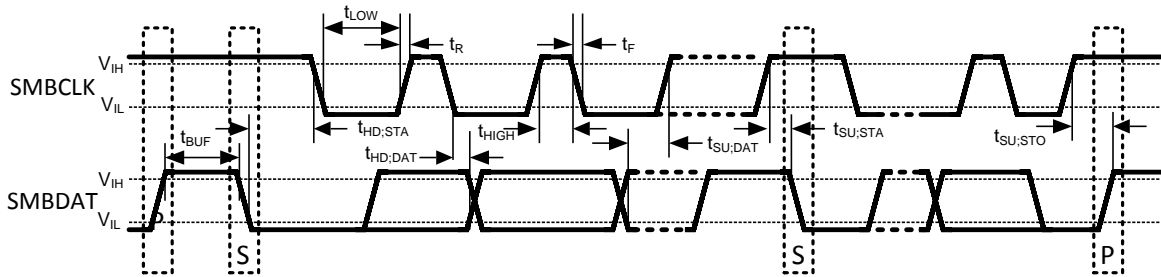 tLOW
tR
tF
SMBCLK
VIH
VIL
tHD;STA
tHIGH
tSU;DAT
tSU;STA
tSU;STO
tBUF
tHD;DAT
SMBDAT
VIH
VIL
P
S
S
P